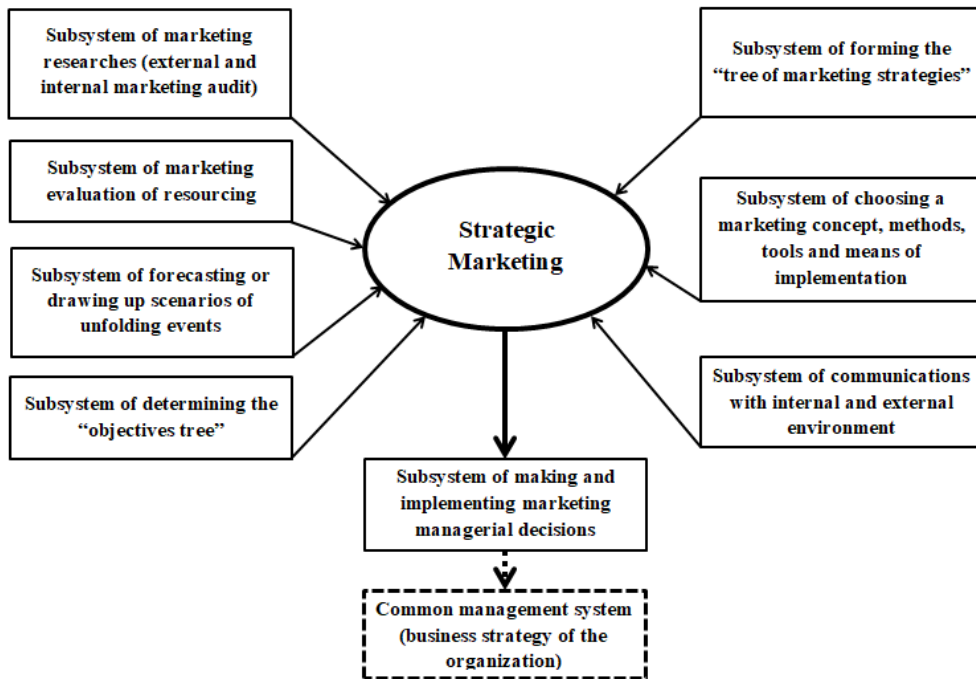 Subsystem of marketing
researches (external and
internal marketing audit)
Subsystem of marketing
evaluation of resourcing
Subsystem of forecasting or
drawing up scenarios of
unfolding events
Subsystem of determining the
“objectives tree”
Strategic
Marketing
Subsystem of forming the
“tree of marketing strategies”
Subsystem of choosing a
marketing concept, methods,
tools and means of
implementation
Subsystem of communications
with internal and external
environment
Subsystem of making and
implementing marketing
managerial decisions
Common management system
(business strategy of the
organization)